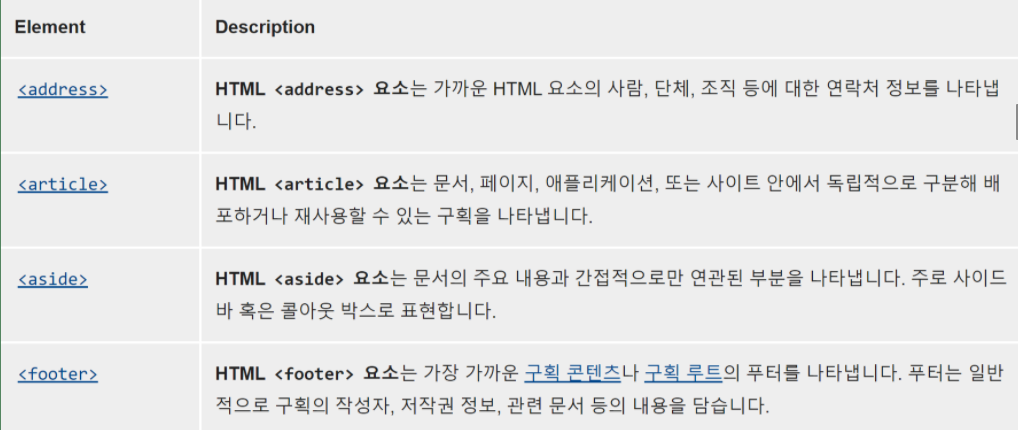 Element Description
<address> HTML <address> 요소는 가까운 HTML 요소의 사람, 단체, 조직 등에 대한 연락처 정보를 나타냅
니다.
<article> HTML <article> 요소는 문서, 페이지, 애플리케이션, 또는 사이트 안에서 독립적으로 구분해 배
포하거나 재사용할 수 있는 구획을 나타냅니다.
<aside> HTML <aside> 요소는 문서의 주요 내용과 간접적으로만 연관된 부분을 나타냅니다. 주로 사이드
바 혹은 콜아웃 박스로 표현합니다.
<footer> HTML <footer> 요소는 가장 가까운 구획 콘텐츠나 구획 루트의 푸터를 나타냅니다. 푸터는 일반
적으로 구획의 작성자, 저작권 정보, 관련 문서 등의 내용을 담습니다.